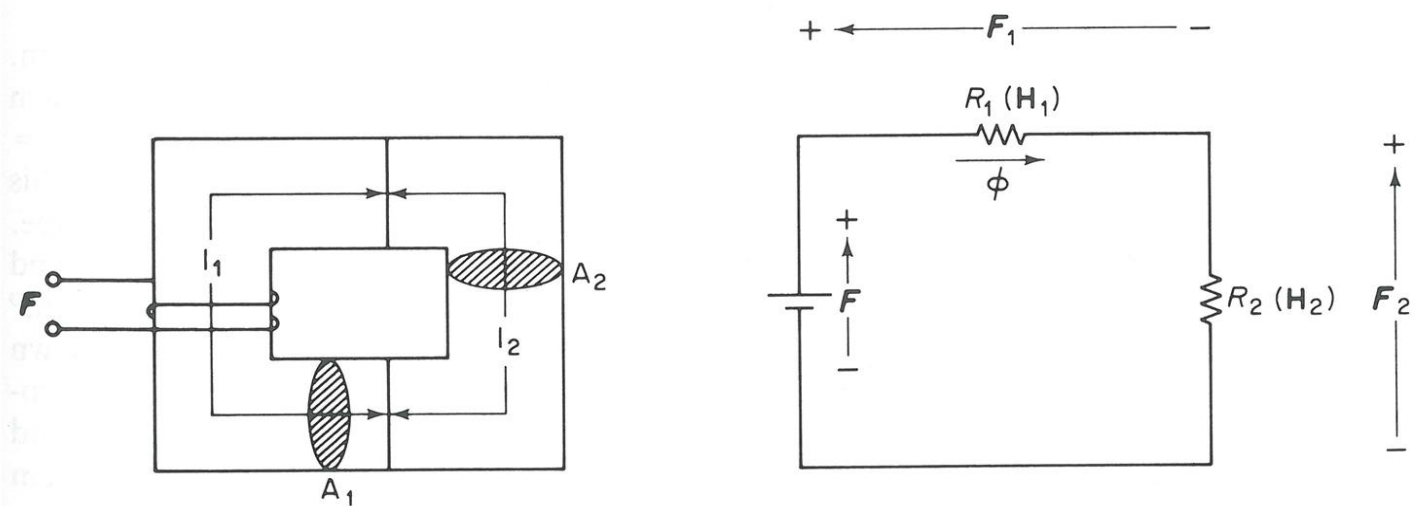 F
l₁
l₂
A₁
A₂
+ F₁ −
R₁ (H₁)
ϕ
+
F
−
R₂ (H₂)
+
F₂
−